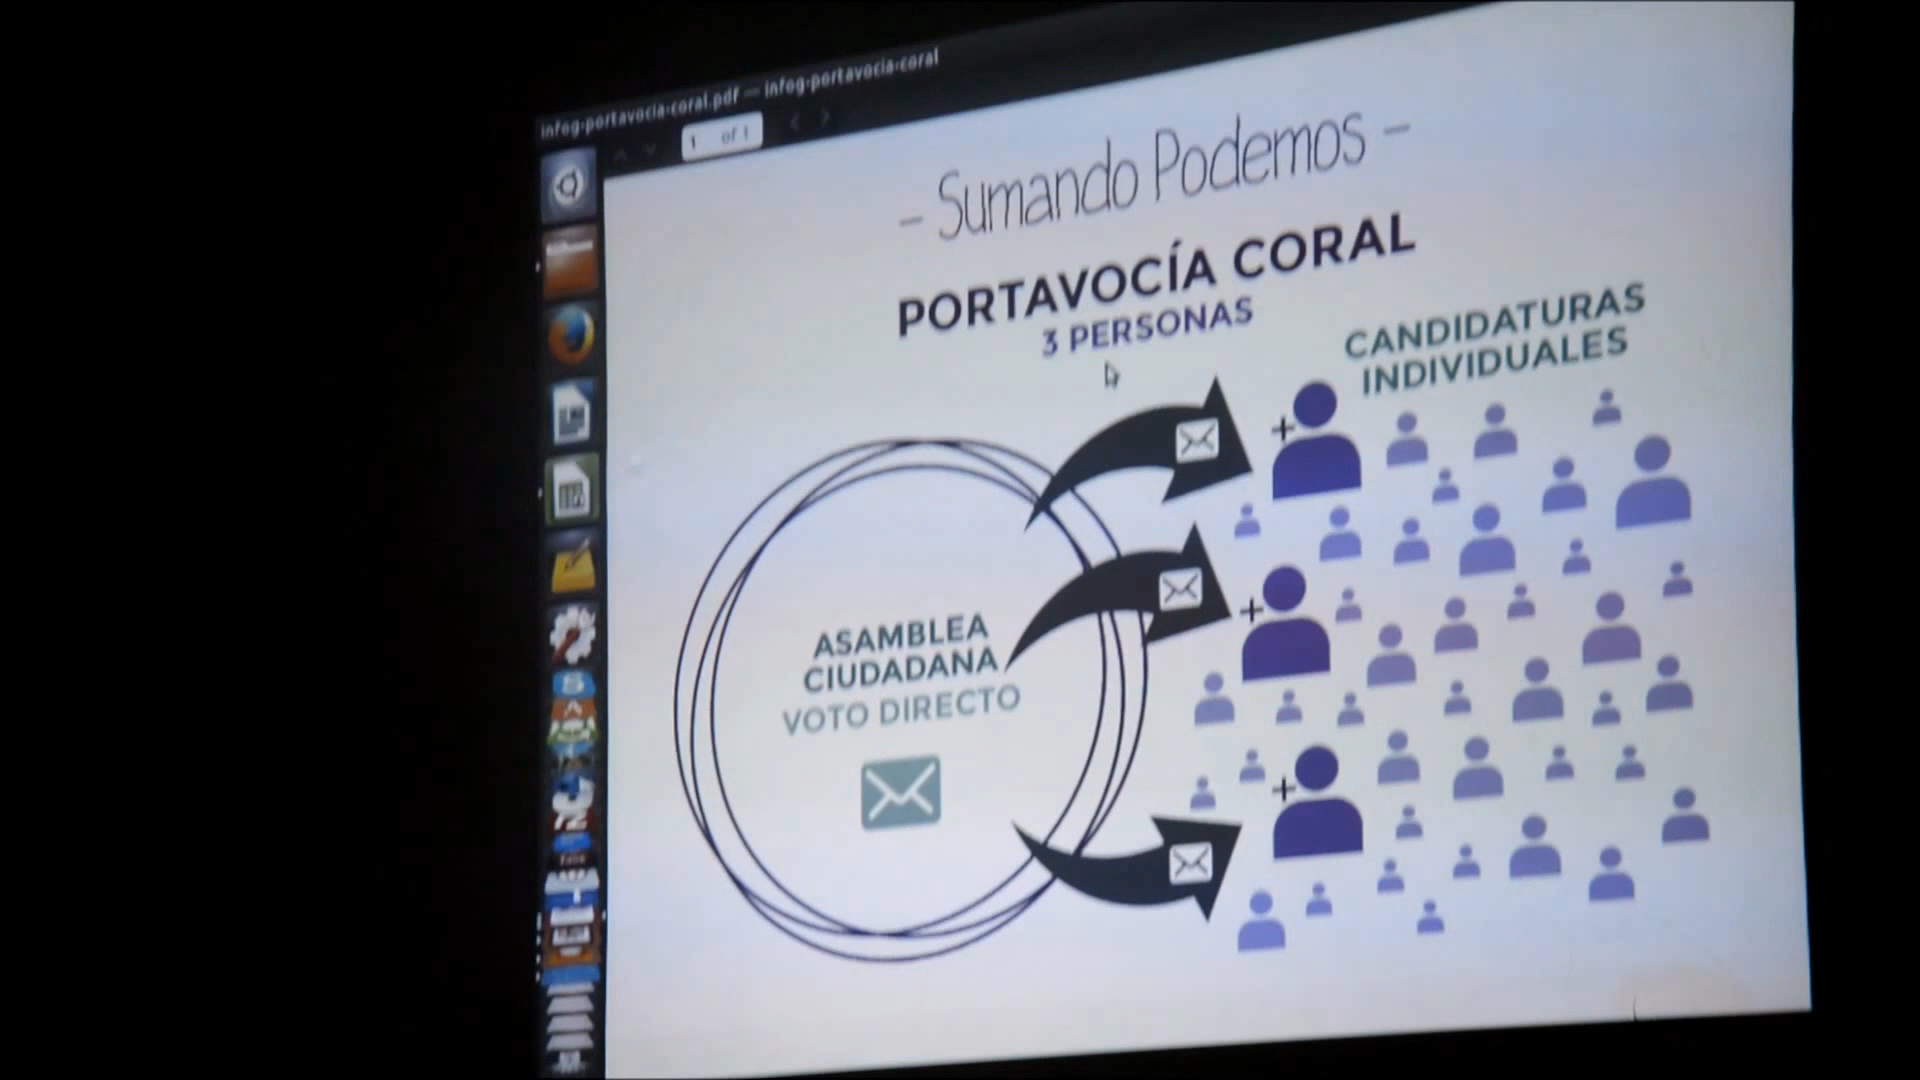 infog-portavocia-coral.pdf — infog-portavocia-coral
1 of 1
– Sumando Podemos –
PORTAVOCÍA CORAL
3 PERSONAS
CANDIDATURAS
INDIVIDUALES
ASAMBLEA
CIUDADANA
VOTO DIRECTO